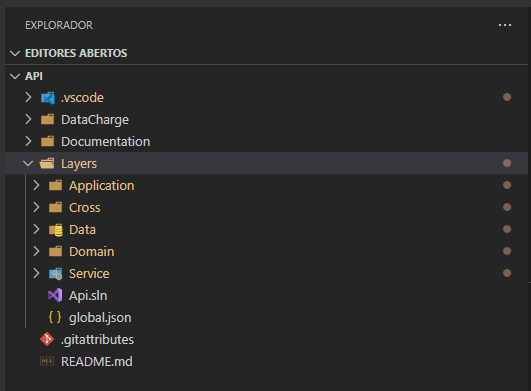 EXPLORADOR
EDITORES ABERTOS
API
.vscode
DataCharge
Documentation
Layers
Application
Cross
Data
Domain
Service
Api.sln
{ } global.json
.gitattributes
README.md